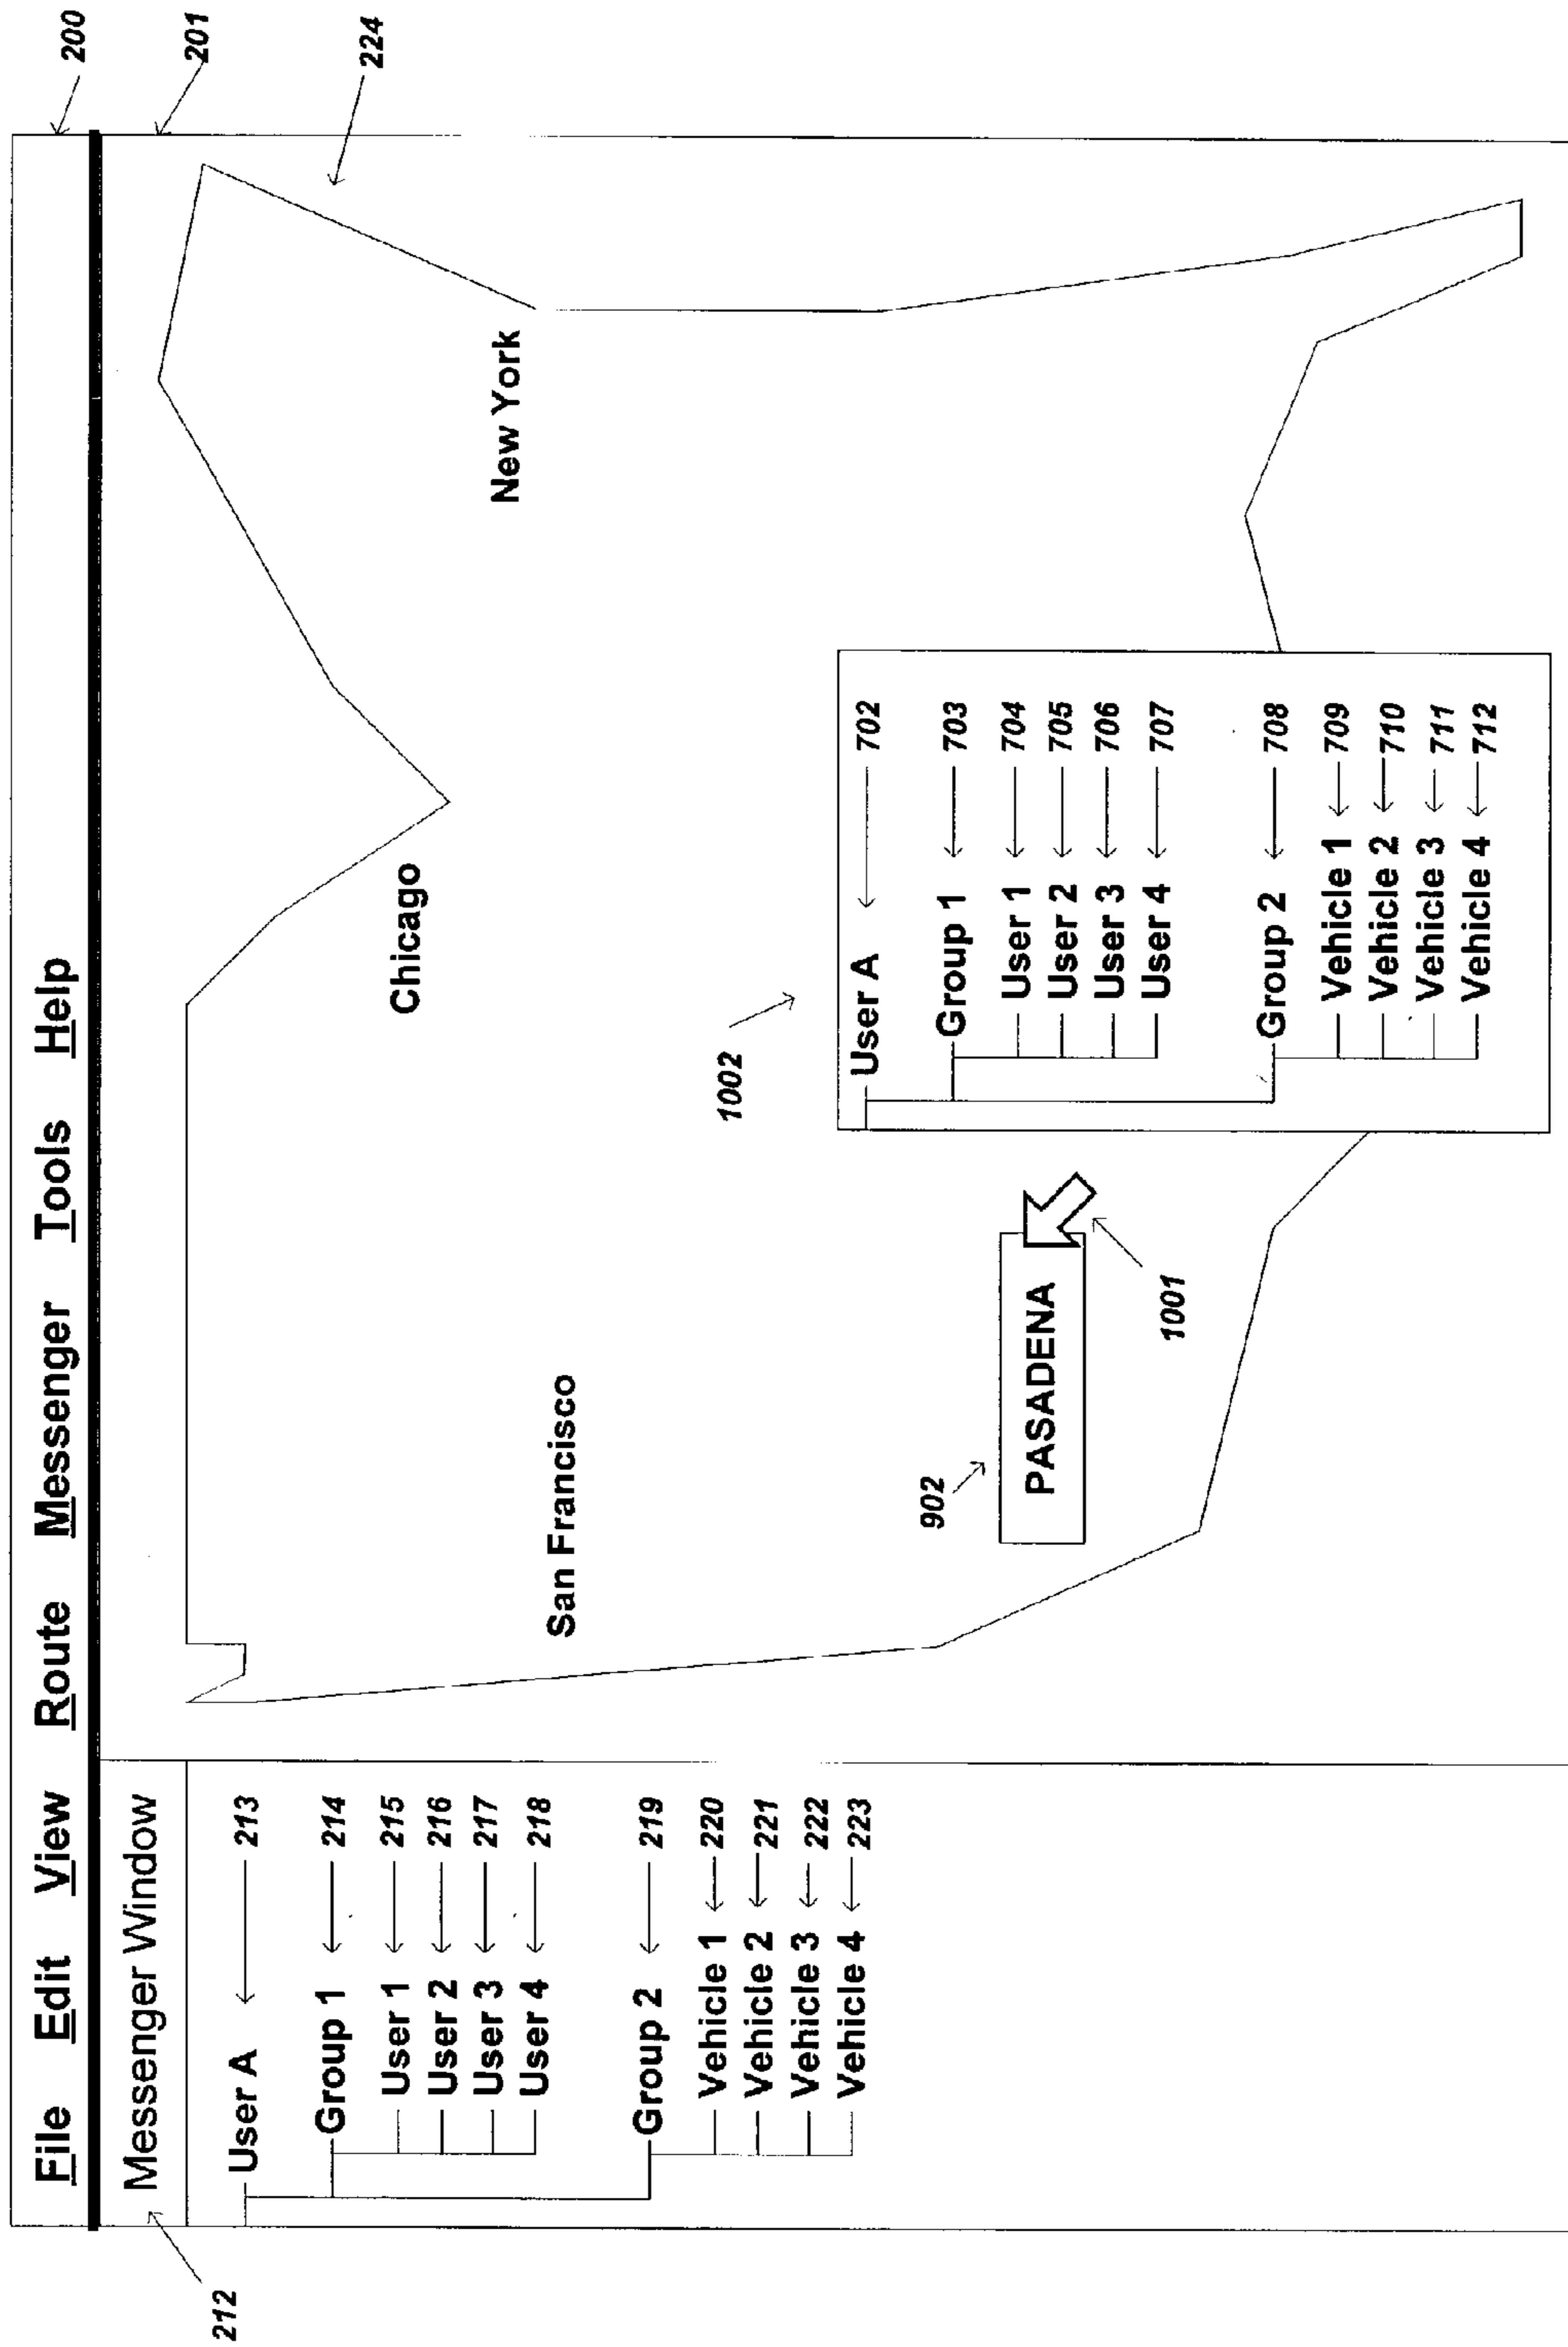 File Edit View Route Messenger Tools Help
200
201
224
212
Messenger Window
User A 213
Group 1 214
User 1 215
User 2 216
User 3 217
User 4 218
Group 2 219
Vehicle 1 220
Vehicle 2 221
Vehicle 3 222
Vehicle 4 223
Chicago
New York
San Francisco
902
PASADENA
1001
1002
User A 702
Group 1 703
User 1 704
User 2 705
User 3 706
User 4 707
Group 2 708
Vehicle 1 709
Vehicle 2 710
Vehicle 3 711
Vehicle 4 712